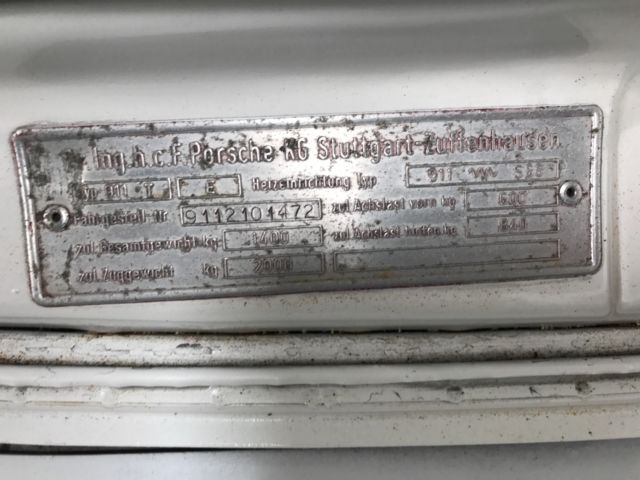 Ing.h.c.F.Porsche KG Stuttgart-Zuffenhausen
Typ 911 T E Heizeinrichtung Typ 911
Fahrgestell-Nr 9112101472 zul Achslast vorn kg 600
zul Gesamtgewicht kg 1400 zul Achslast hinten kg 840
zul Zuggewicht kg 2000